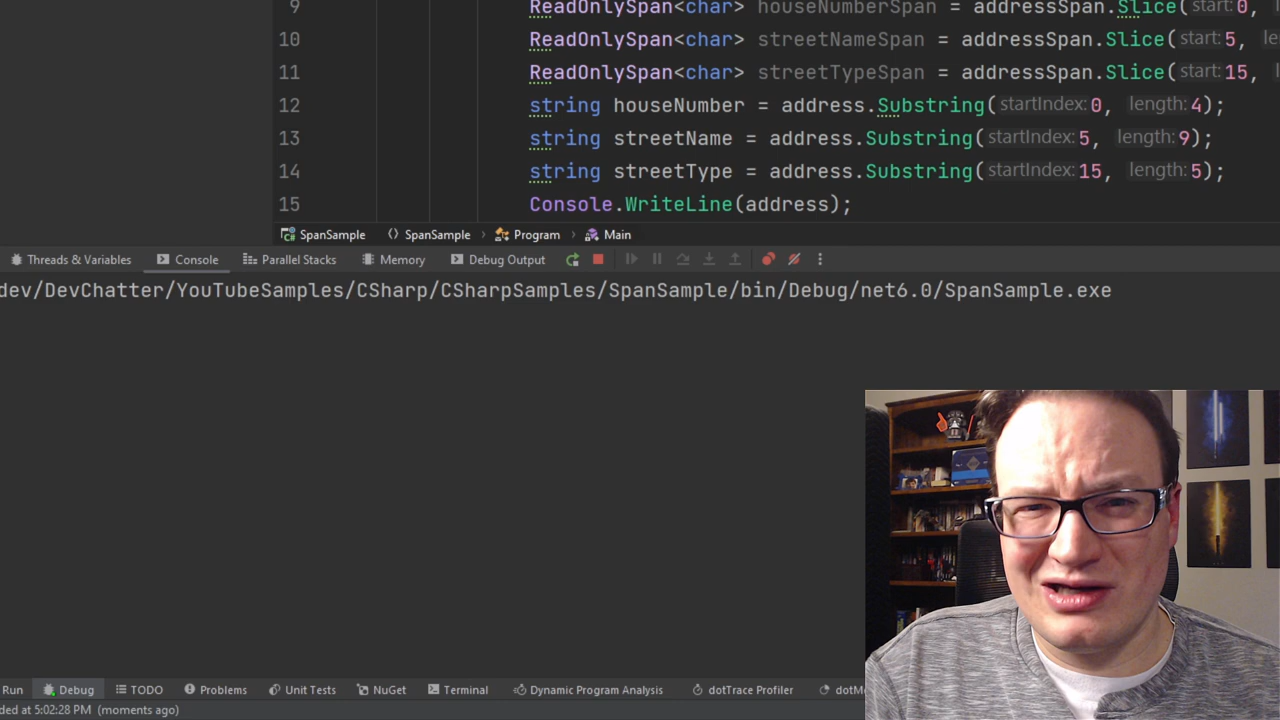 9 ReadOnlySpan<char> houseNumberSpan = addressSpan.Slice( start: 0,
10 ReadOnlySpan<char> streetNameSpan = addressSpan.Slice( start: 5,
11 ReadOnlySpan<char> streetTypeSpan = addressSpan.Slice( start: 15,
12 string houseNumber = address.Substring( startIndex: 0, length: 4);
13 string streetName = address.Substring( startIndex: 5, length: 9);
14 string streetType = address.Substring( startIndex: 15, length: 5);
15 Console.WriteLine(address);
SpanSample SpanSample Program Main
Threads & Variables Console Parallel Stacks Memory Debug Output
dev/DevChatter/YouTubeSamples/CSharp/CSharpSamples/SpanSample/bin/Debug/net6.0/SpanSample.exe
Run Debug TODO Problems Unit Tests NuGet Terminal Dynamic Program Analysis dotTrace Profiler
at 5:02:28 PM (moments ago)